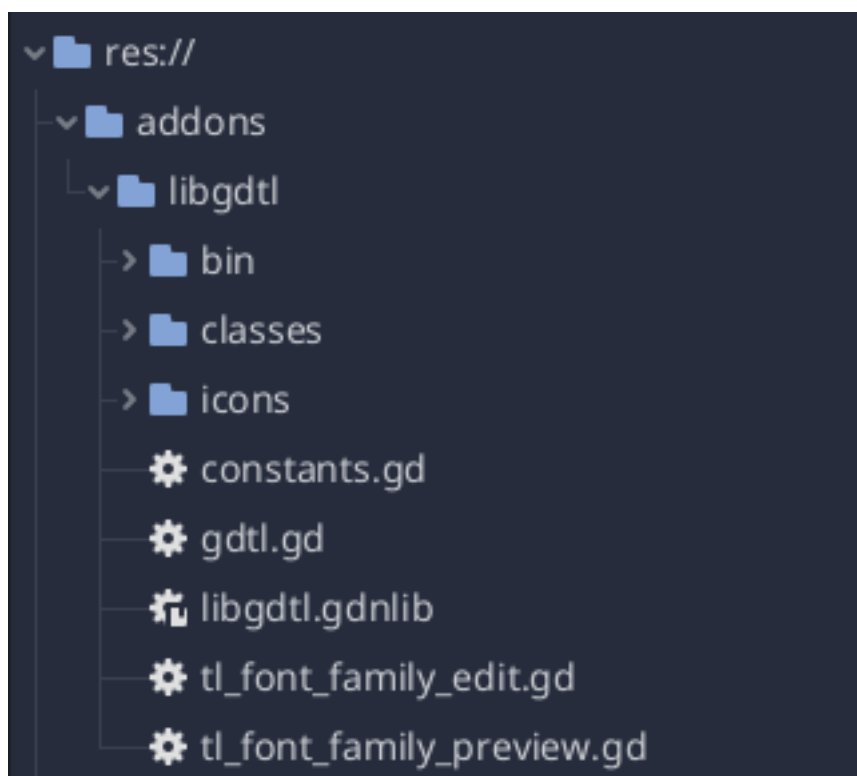 res://
addons
libgdtl
bin
classes
icons
constants.gd
gdtl.gd
libgdtl.gdnlib
tl_font_family_edit.gd
tl_font_family_preview.gd